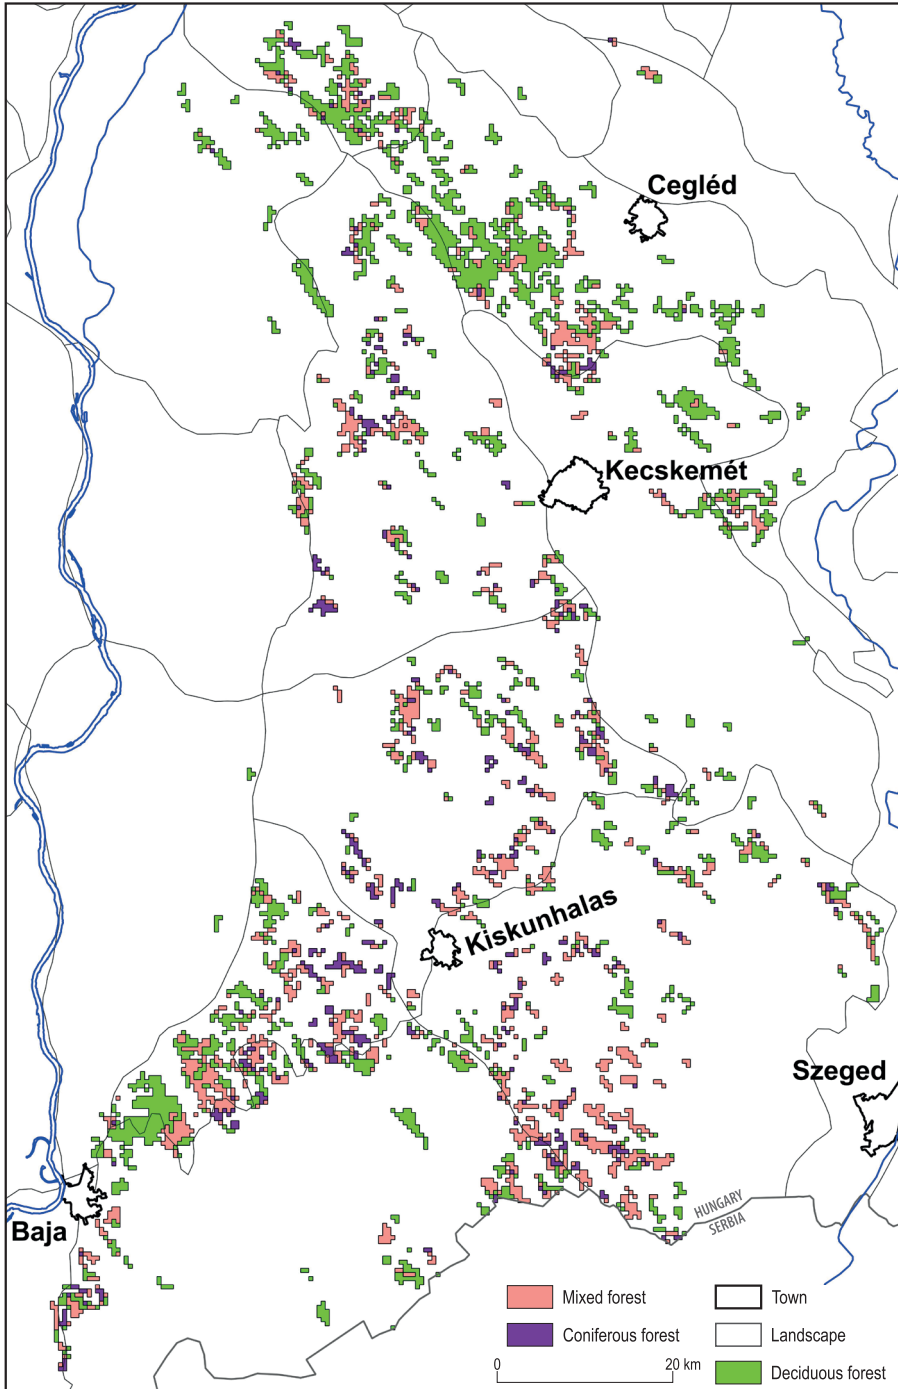 Cegléd
Kecskemét
Kiskunhalas
Szeged
HUNGARY
SERBIA
Baja
Mixed forest
Town
Coniferous forest
Landscape
0 20 km
Deciduous forest